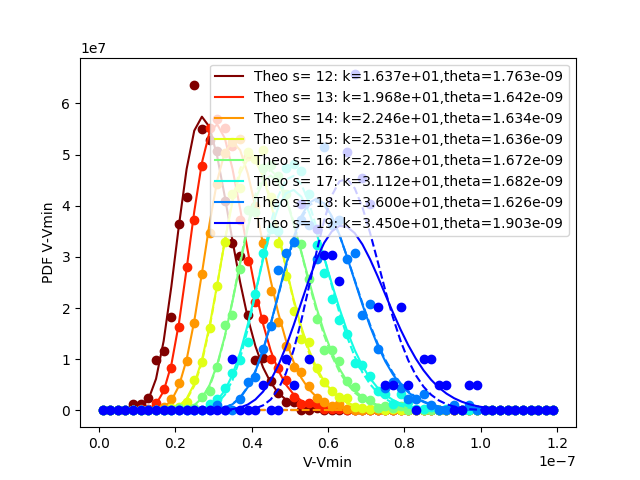 1e7
Theo s= 12: k=1.637e+01,theta=1.763e-09
Theo s= 13: k=1.968e+01,theta=1.642e-09
Theo s= 14: k=2.246e+01,theta=1.634e-09
Theo s= 15: k=2.531e+01,theta=1.636e-09
Theo s= 16: k=2.786e+01,theta=1.672e-09
Theo s= 17: k=3.112e+01,theta=1.682e-09
Theo s= 18: k=3.600e+01,theta=1.626e-09
Theo s= 19: k=3.450e+01,theta=1.903e-09
6
5
4
3
2
1
0
PDF V-Vmin
0.0 0.2 0.4 0.6 0.8 1.0 1.2
V-Vmin
1e−7